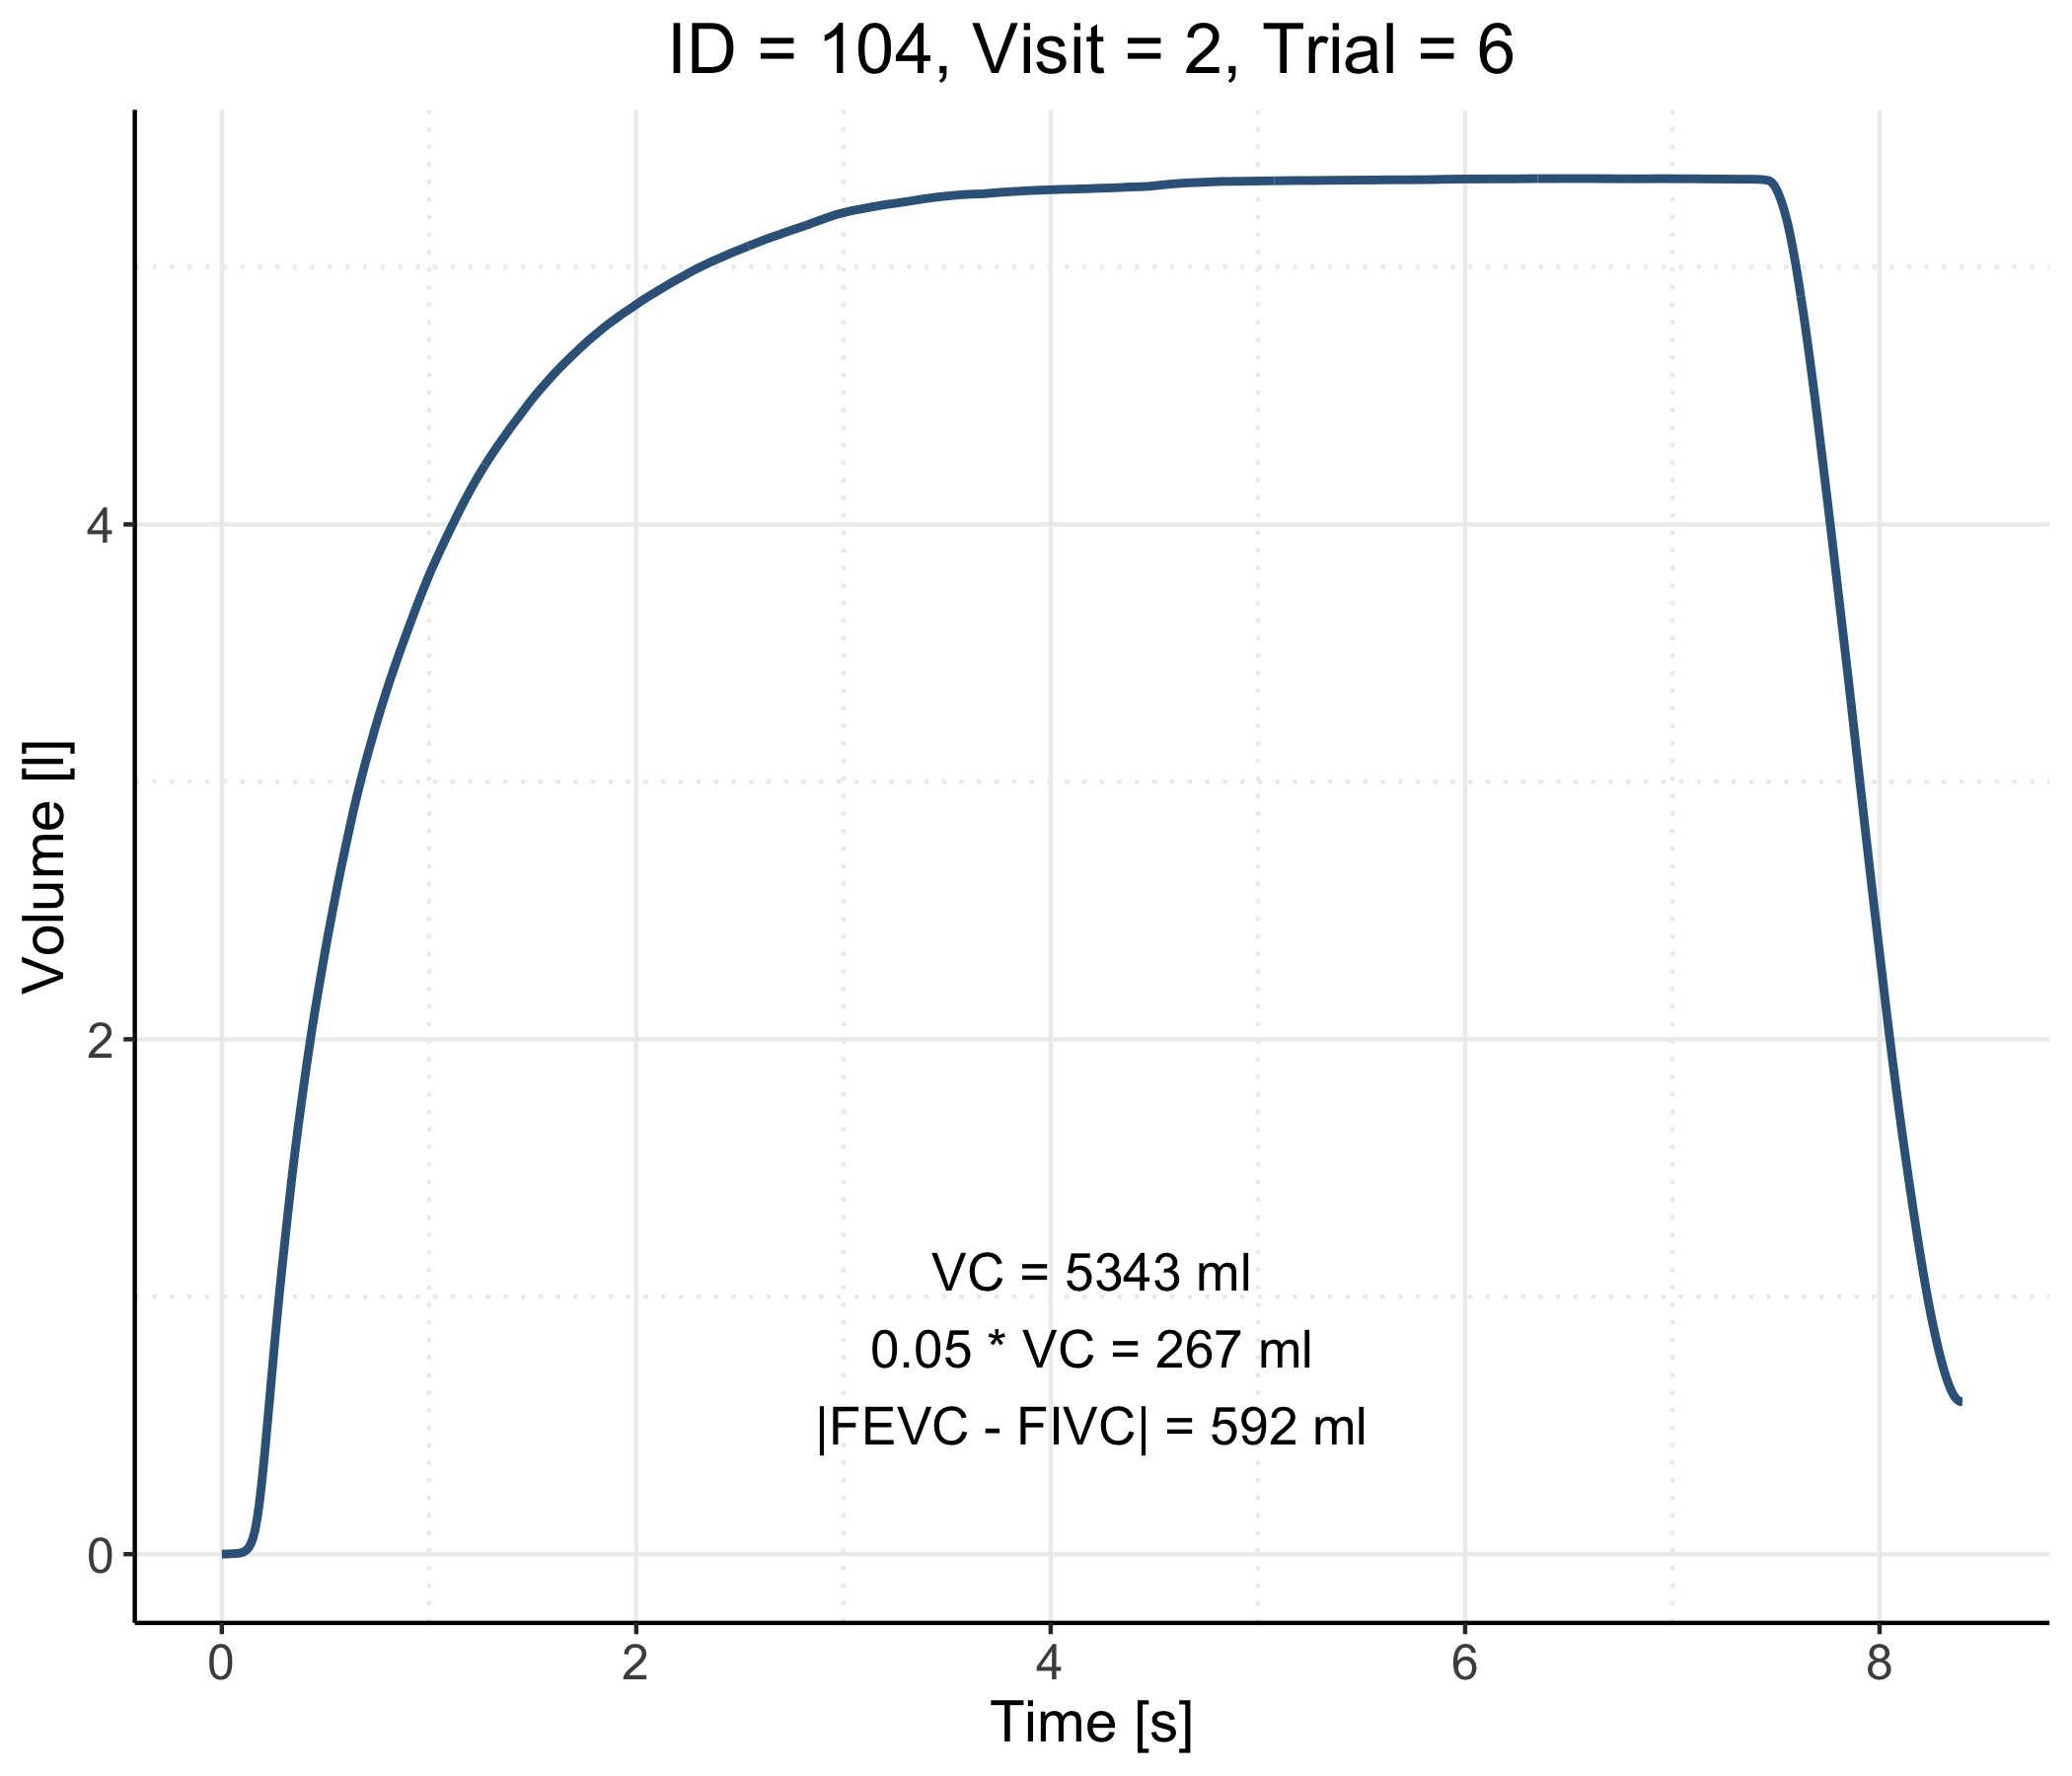 ID = 104, Visit = 2, Trial = 6
Volume [l]
4
2
0
VC = 5343 ml
0.05 * VC = 267 ml
|FEVC - FIVC| = 592 ml
0 2 4 6 8
Time [s]